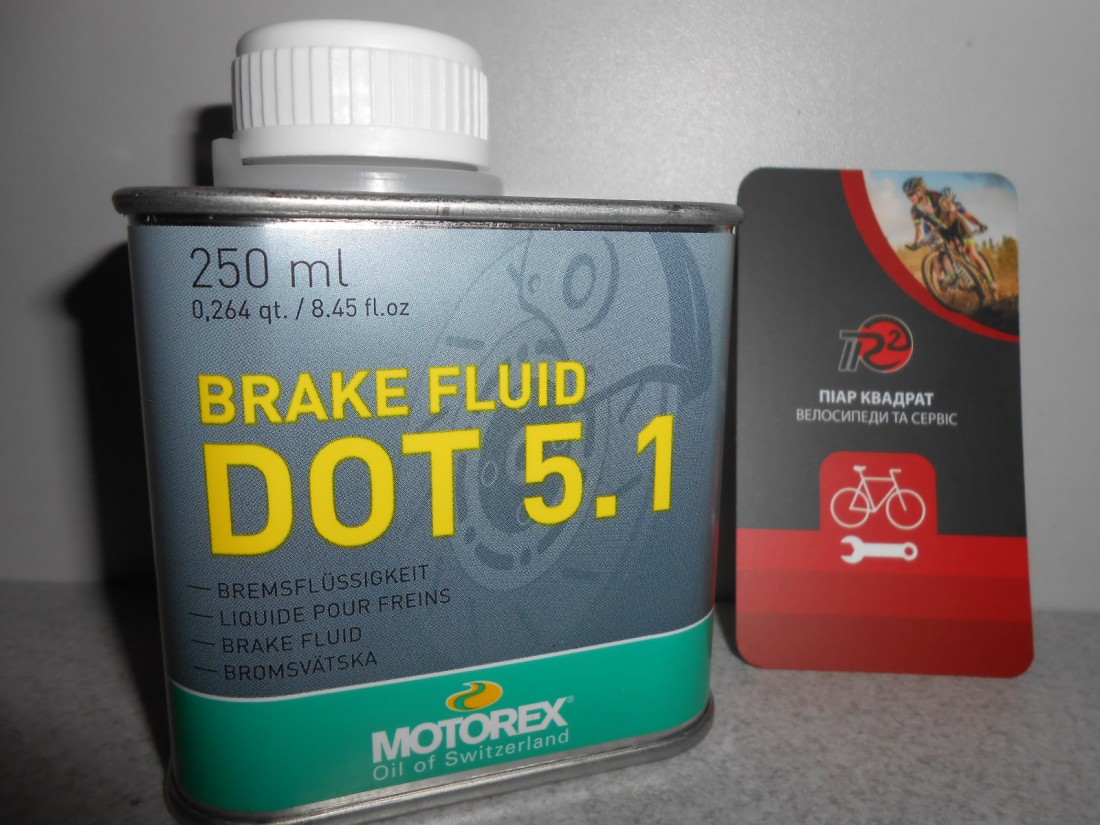 250 ml
0,264 qt. / 8.45 fl.oz
BRAKE FLUID
DOT 5.1
— BREMSFLÜSSIGKEIT
— LIQUIDE POUR FREINS
— BRAKE FLUID
— BROMSVÄTSKA
MOTOREX®
Oil of Switzerland
ПR2
ПІАР КВАДРАТ
ВЕЛОСИПЕДИ ТА СЕРВІС